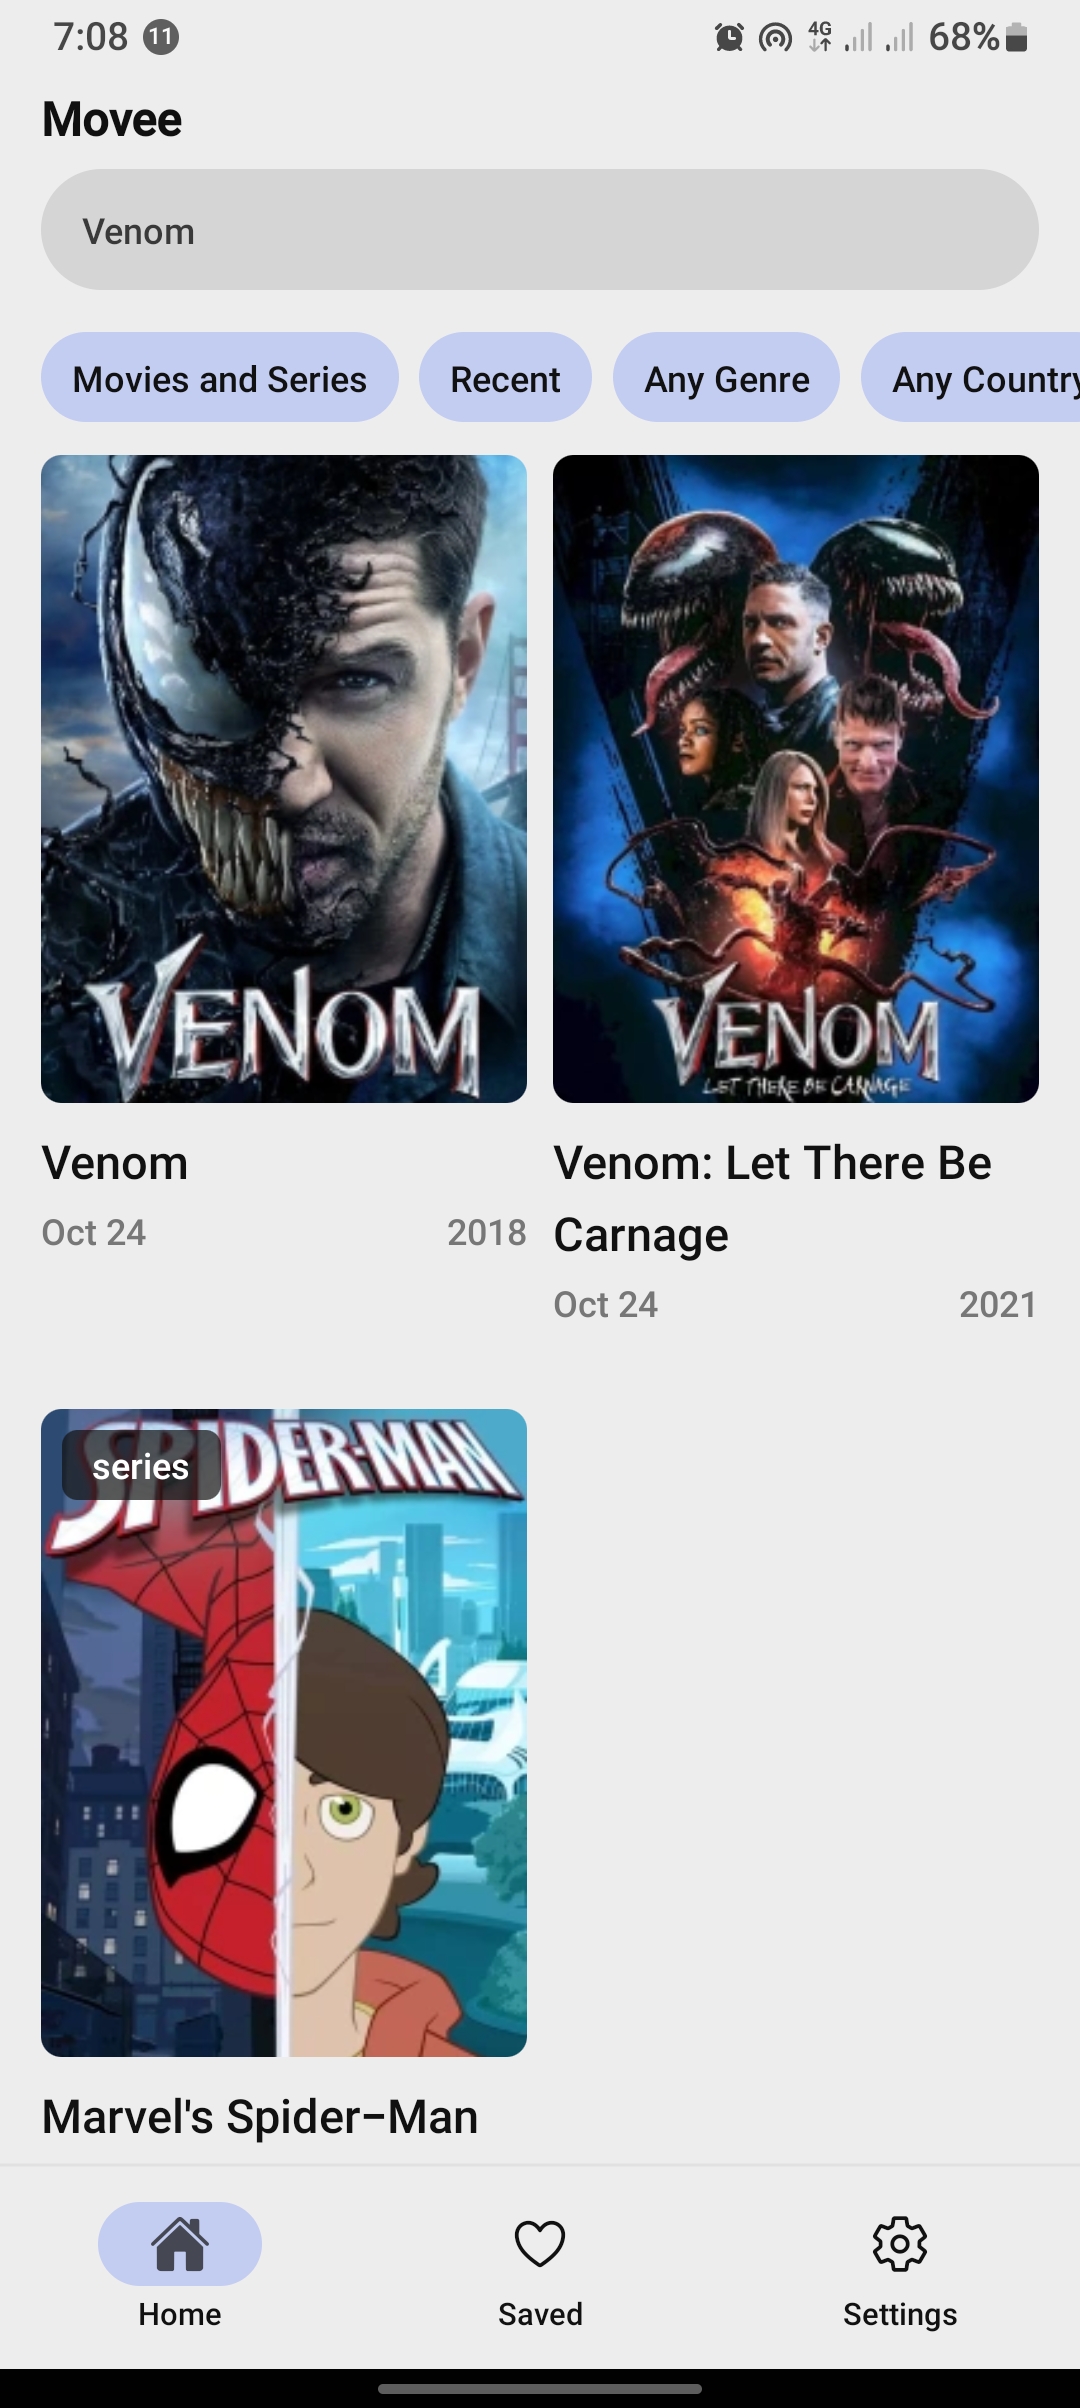 7:08 11 4G 68%
Movee
Venom
Movies and Series Recent Any Genre Any Country
VENOM
VENOM
LET THERE BE CARNAGE
Venom
Oct 24 2018
Venom: Let There Be
Carnage
Oct 24 2021
SPIDER-MAN
series
Marvel's Spider-Man
Home Saved Settings